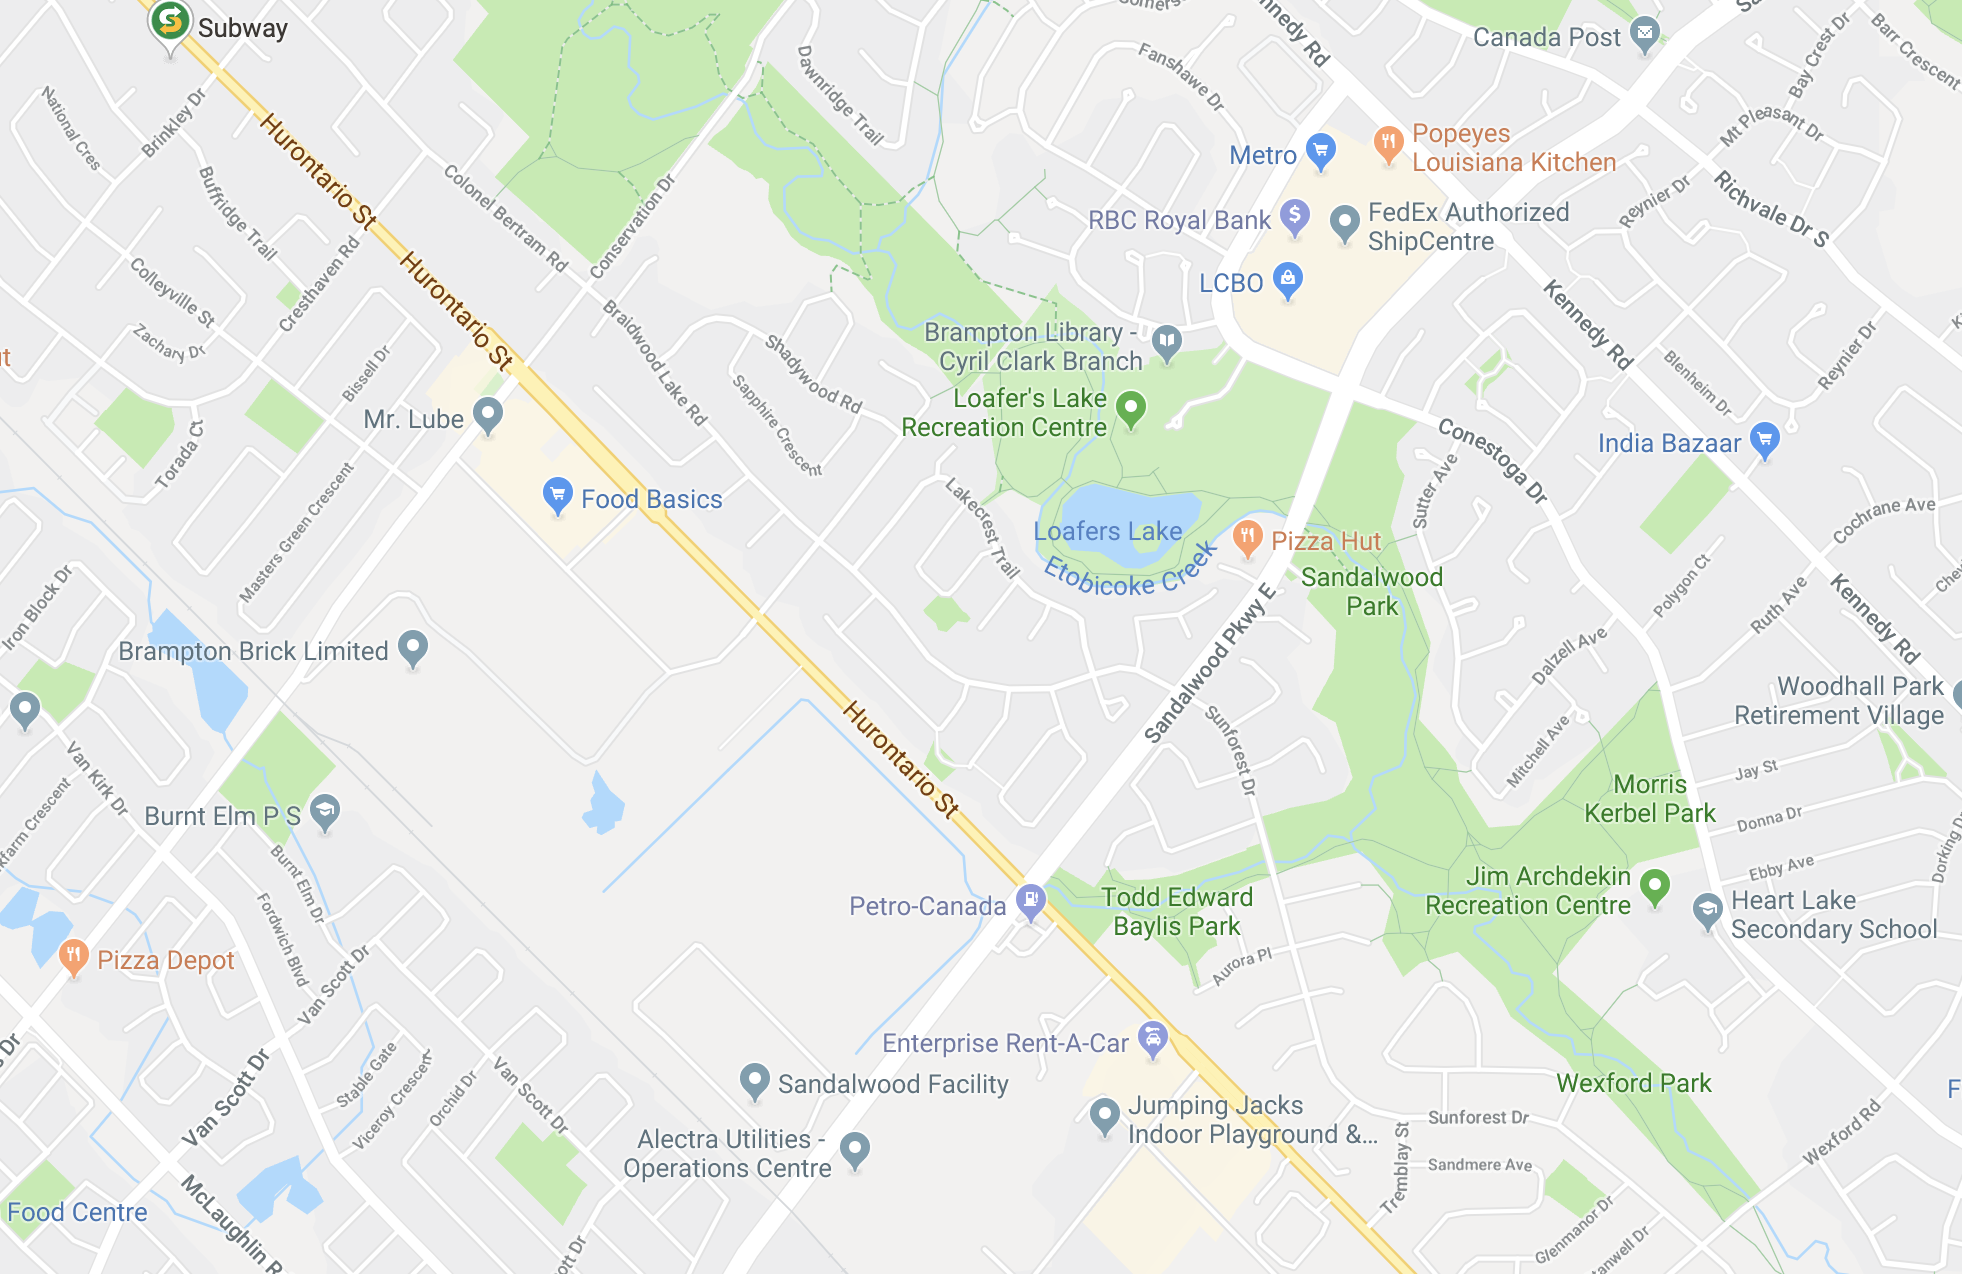 Subway
Canada Post
Kennedy Rd
Bay Crest Dr
Barr Crescent
Fanshawe Dr
Dawnridge Trail
National Cres
Brinkley Dr
Hurontario St
Mt Pleasant Dr
Popeyes
Louisiana Kitchen
Metro
Colonel Bertram Rd
Conservation Dr
Buffridge Trail
Reynier Dr
Richvale Dr S
RBC Royal Bank
FedEx Authorized
ShipCentre
Cresthaven Rd
Colleyville St
Hurontario St
LCBO
Kennedy Rd
Zachary Dr
Braidwood Lake Rd
Shadywood Rd
Brampton Library -
Cyril Clark Branch
Reynier Dr
Bissell Dr
Sapphire Crescent
Blenheim Dr
Loafer's Lake
Recreation Centre
Mr. Lube
Torada Ct
Conestoga Dr
India Bazaar
Sutter Ave
Food Basics
Masters Green Crescent
Lakecrest Trail
Loafers Lake
Etobicoke Creek
Pizza Hut
Cochrane Ave
Sandalwood
Park
Polygon Ct
Ruth Ave
Kennedy Rd
Iron Block Dr
Sandalwood Pkwy E
Brampton Brick Limited
Dalzell Ave
Woodhall Park
Retirement Village
Hurontario St
Sunforest Dr
Mitchell Ave
Van Kirk Dr
Jay St
Morris
Kerbel Park
Donna Dr
Burnt Elm P S
Burnt Elm Dr
Ebby Ave
Dorking Dr
Jim Archdekin
Recreation Centre
Heart Lake
Secondary School
Petro-Canada
Todd Edward
Baylis Park
Fordwich Blvd
Pizza Depot
Van Scott Dr
Aurora Pl
Enterprise Rent-A-Car
Sandalwood Facility
Stable Gate
Viceroy Crescent
Orchid Dr
Van Scott Dr
Van Scott Dr
Wexford Park
Jumping Jacks
Indoor Playground &...
Sunforest Dr
Wexford Rd
Alectra Utilities -
Operations Centre
Tremblay St
Sandmere Ave
Food Centre
McLaughlin R
Glenmanor Dr